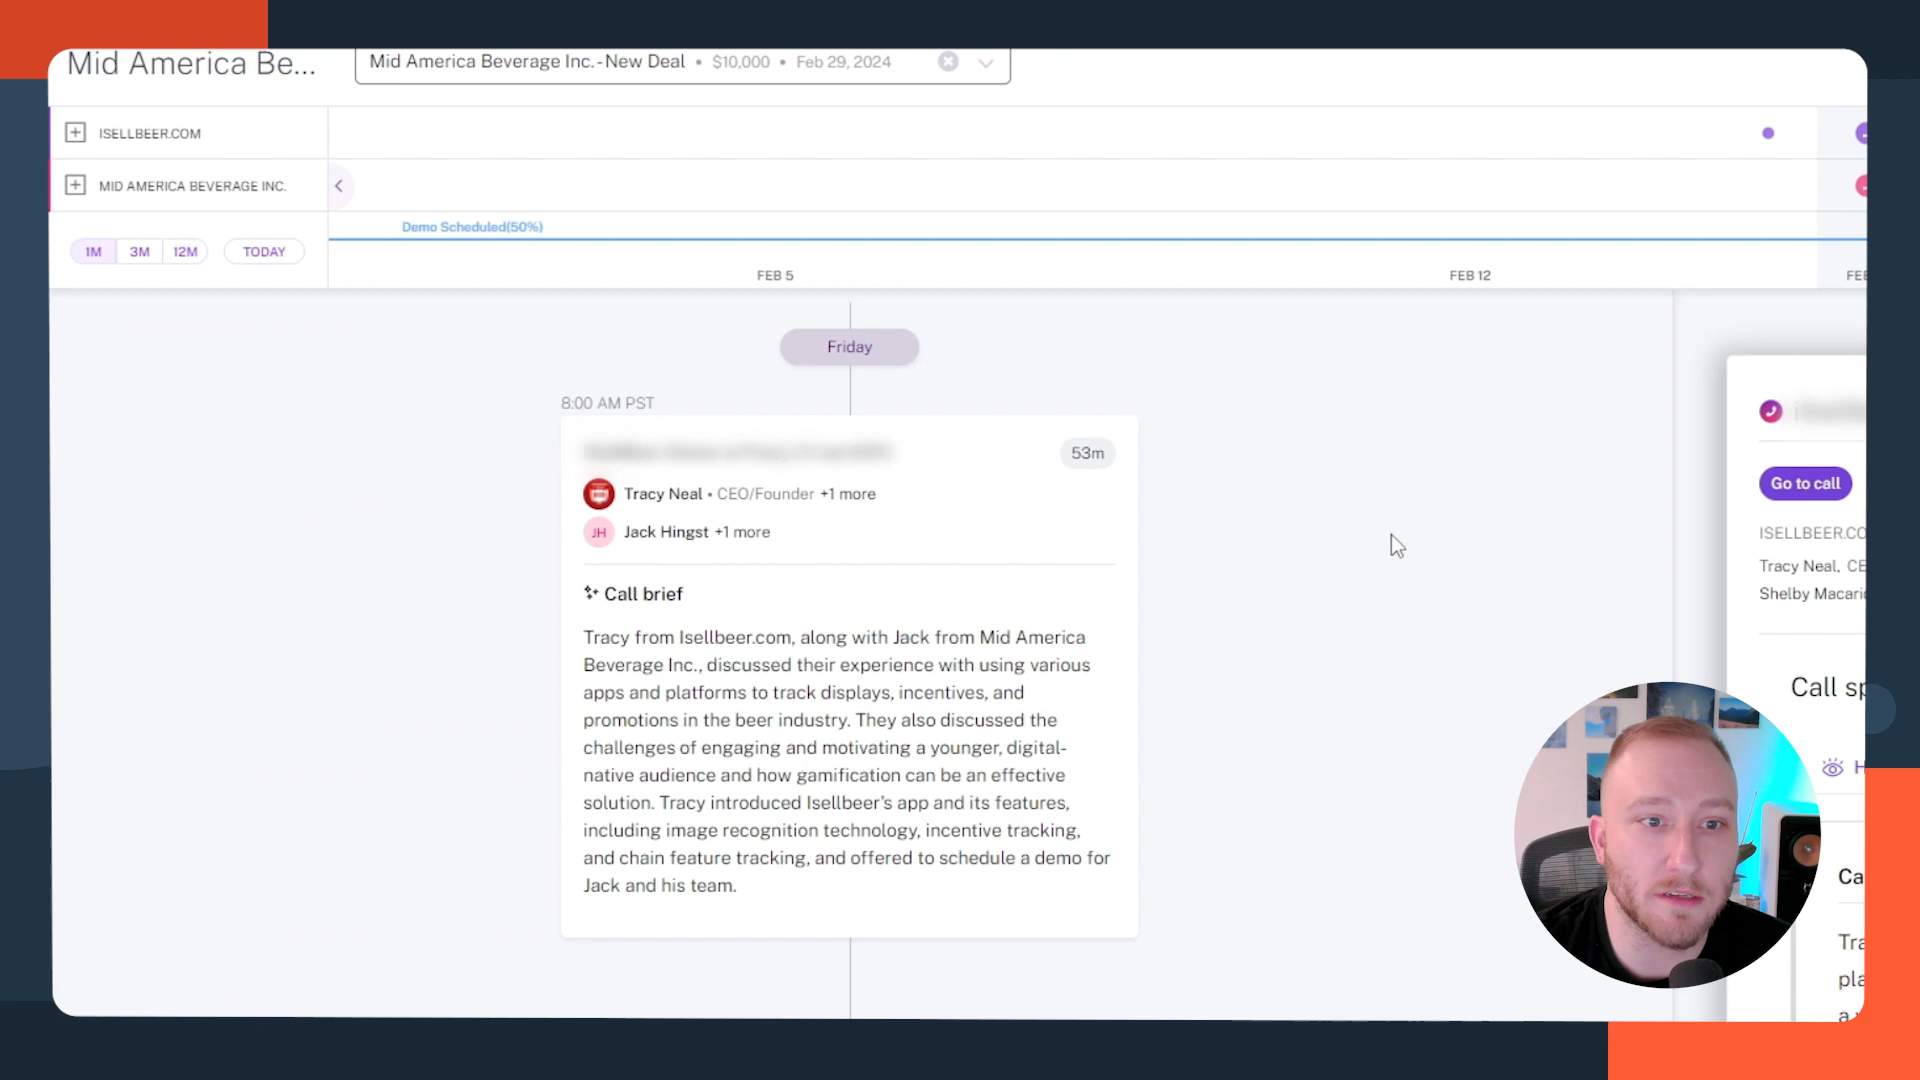 Mid America Be...
Mid America Beverage Inc. - New Deal • $10,000 • Feb 29, 2024
ISELLBEER.COM
MID AMERICA BEVERAGE INC.
Demo Scheduled(50%)
1M 3M 12M TODAY
FEB 5 FEB 12
Friday
8:00 AM PST
53m
Tracy Neal • CEO/Founder +1 more
JH Jack Hingst +1 more
Call brief
Tracy from Isellbeer.com, along with Jack from Mid America
Beverage Inc., discussed their experience with using various
apps and platforms to track displays, incentives, and
promotions in the beer industry. They also discussed the
challenges of engaging and motivating a younger, digital-
native audience and how gamification can be an effective
solution. Tracy introduced Isellbeer's app and its features,
including image recognition technology, incentive tracking,
and chain feature tracking, and offered to schedule a demo for
Jack and his team.
Go to call
ISELLBEER.CO
Tracy Neal, CE
Shelby Macari
Call sp
H
Ca
Tra
pla